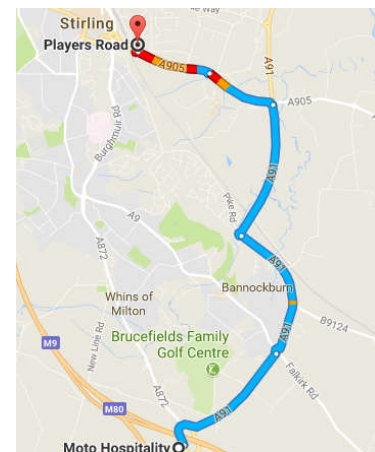 e Way
Stirling
Players Road
A91
A905
A905
Burghmuir Rd
A91
Pike Rd
A9
A872
A91
Bannockburn
Whins of
Milton
B9124
Brucefields Family
Golf Centre
A91
M9
New Line Rd
Falkirk Rd
A872
M80
A91
Moto Hospitality